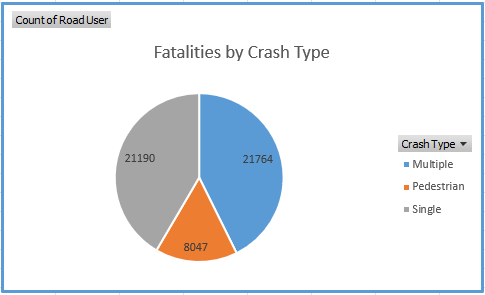 Count of Road User
Fatalities by Crash Type
21190
21764
8047
Crash Type
Multiple
Pedestrian
Single